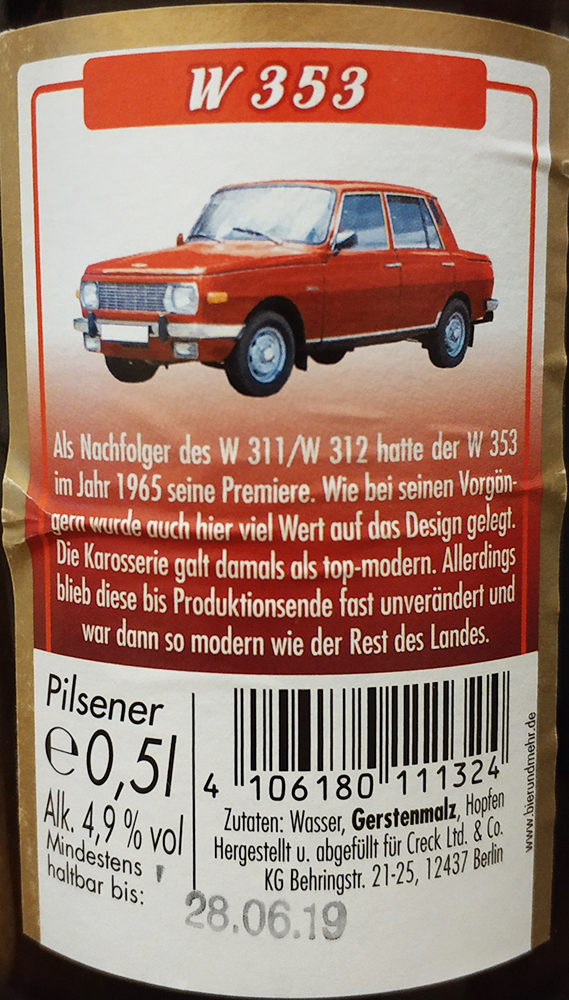 W 353
Als Nachfolger des W 311/W 312 hatte der W 353
im Jahr 1965 seine Premiere. Wie bei seinen Vorgän-
gern wurde auch hier viel Wert auf das Design gelegt.
Die Karosserie galt damals als top-modern. Allerdings
blieb diese bis Produktionsende fast unverändert und
war dann so modern wie der Rest des Landes.
Pilsener
℮0,5l
Alk. 4,9 % vol
Mindestens
haltbar bis:
28.06.19
4 106180 111324
Zutaten: Wasser, Gerstenmalz, Hopfen
Hergestellt u. abgefüllt für Creck Ltd. & Co.
KG Behringstr. 21-25, 12437 Berlin
www.bierundmehr.de